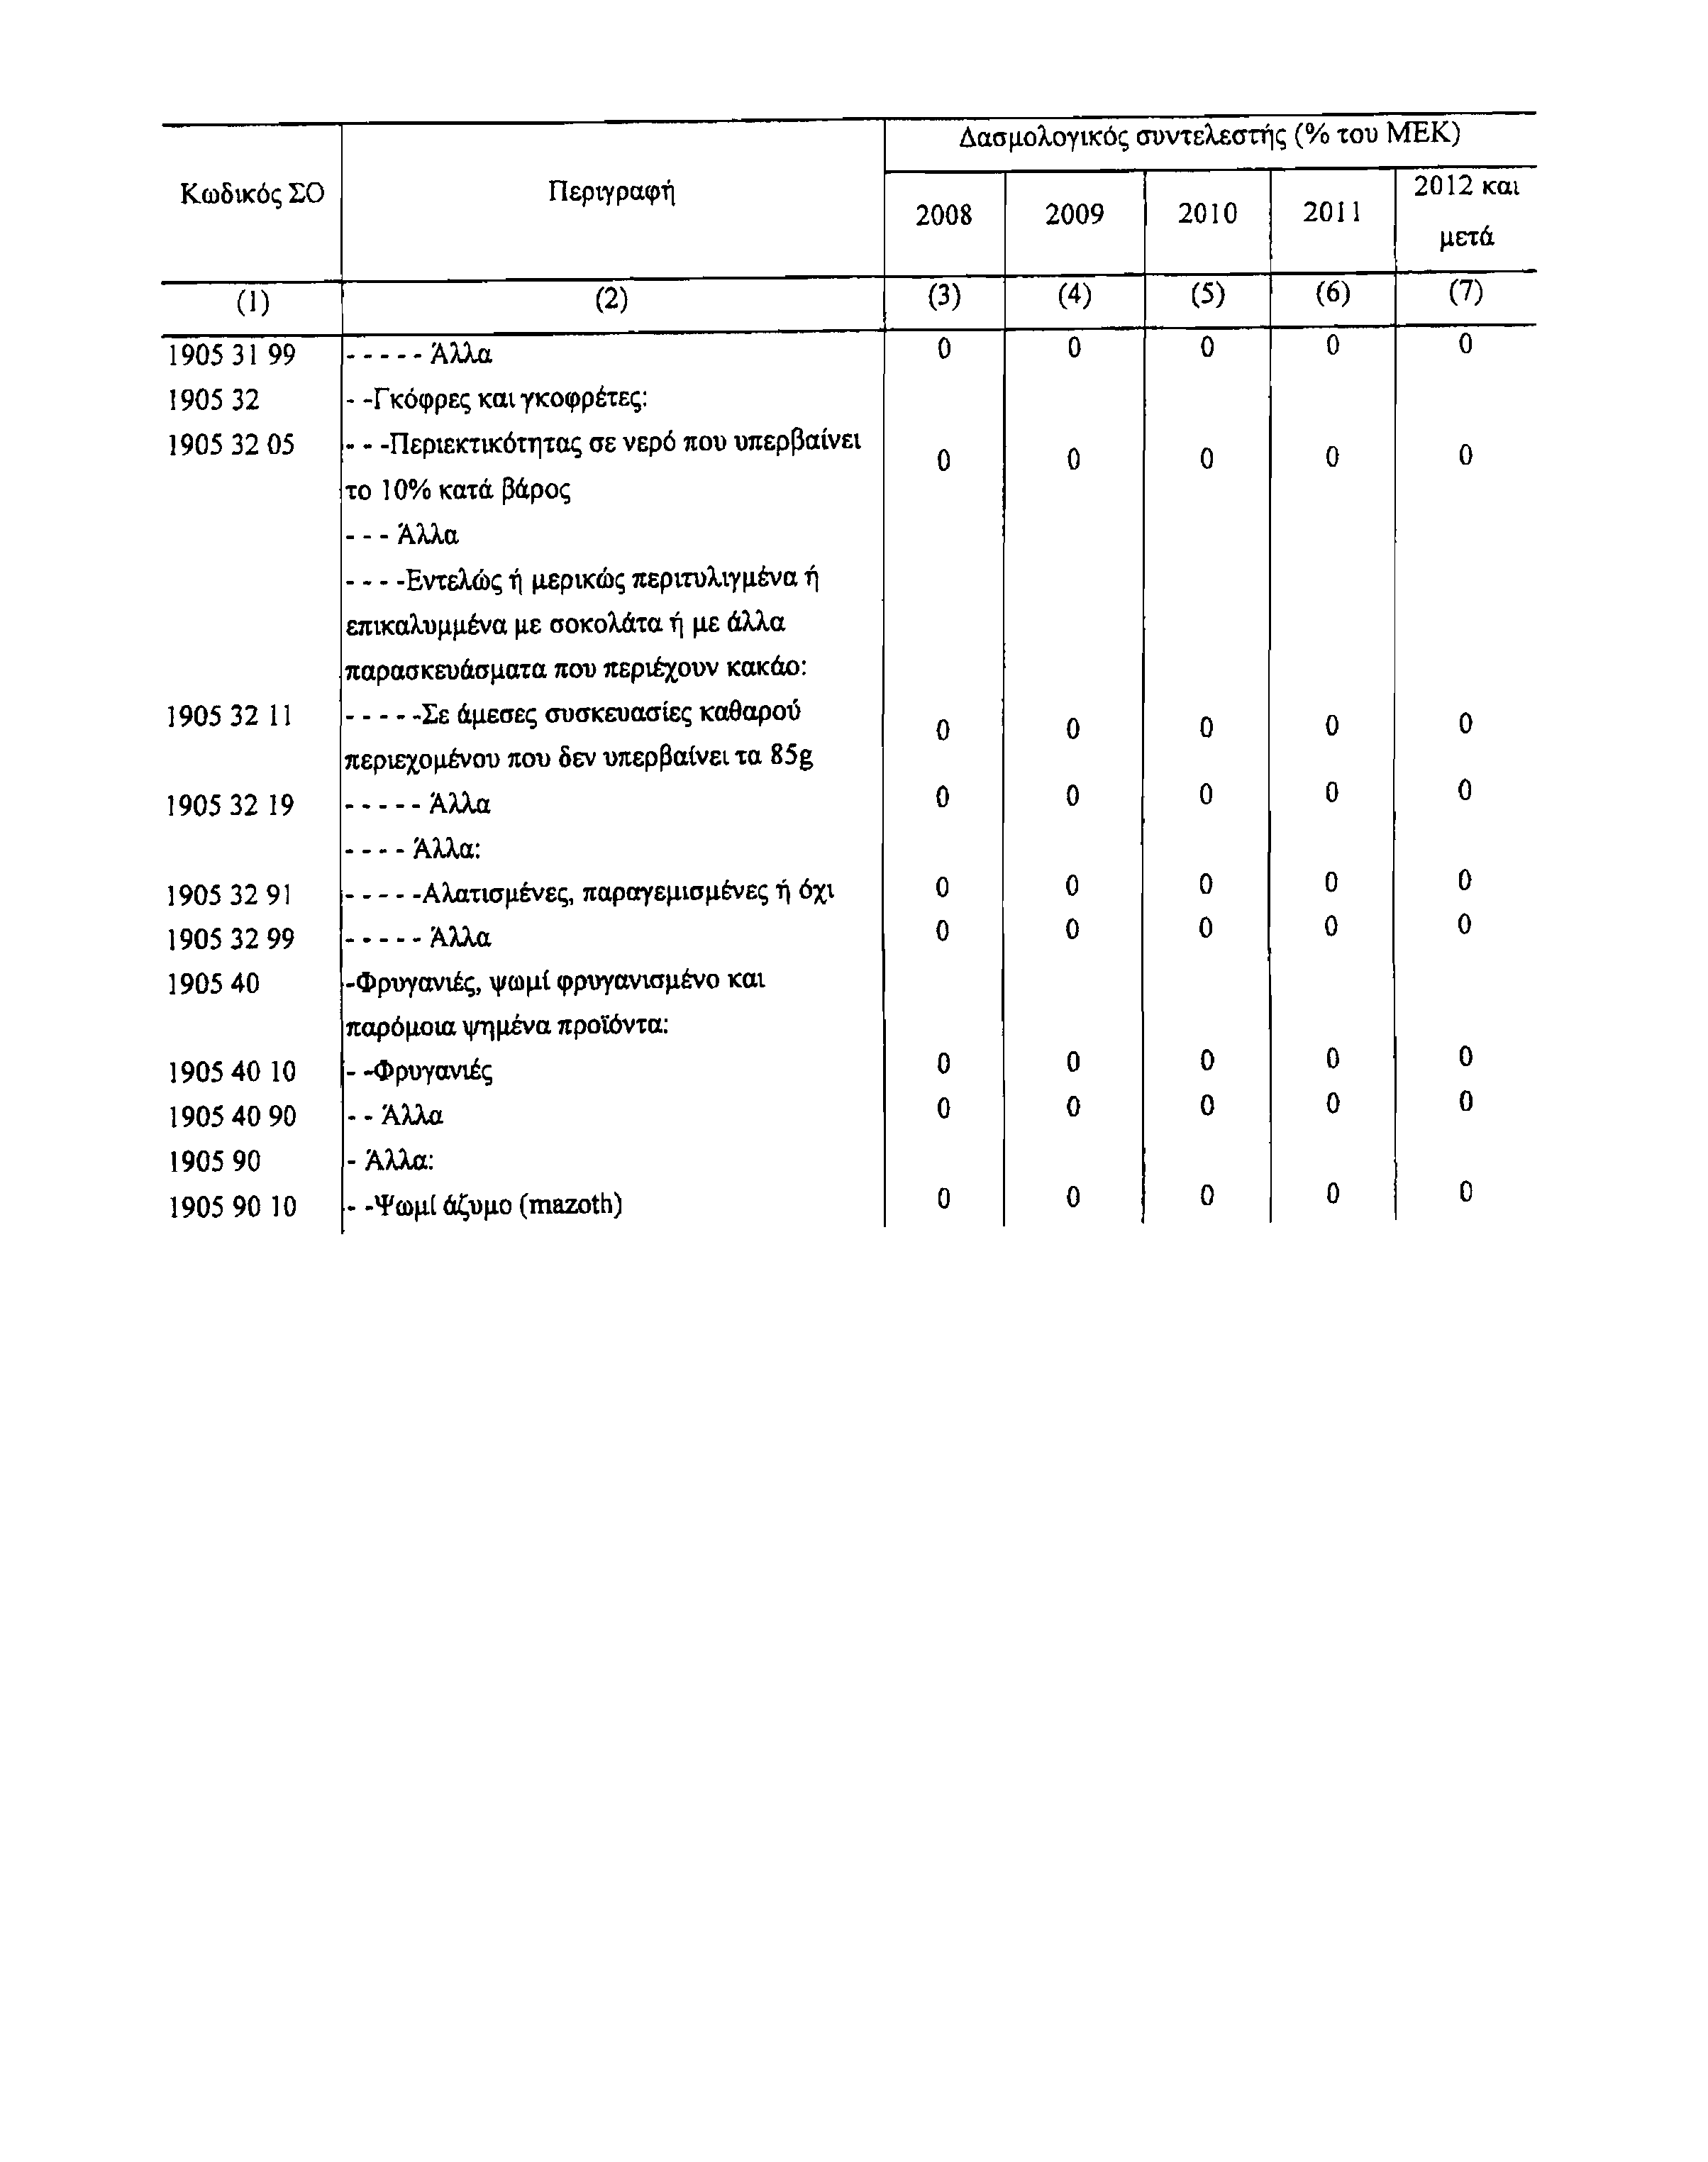 Δασμολογικός συντελεστής (% του ΜΕΚ)
Κωδικός ΣΟ Περιγραφή 2008 2009 2010 2011 2012 και
μετά
(1) (2) (3) (4) (5) (6) (7)
1905 31 99 - - - - - Άλλα 0 0 0 0 0
1905 32 - -Γκόφρες και γκοφρέτες:
1905 32 05 - - -Περιεκτικότητας σε νερό που υπερβαίνει 0 0 0 0 0
το 10% κατά βάρος
- - - Άλλα
- - - -Εντελώς ή μερικώς περιτυλιγμένα ή
επικαλυμμένα με σοκολάτα ή με άλλα
παρασκευάσματα που περιέχουν κακάο:
1905 32 11 - - - - -Σε άμεσες συσκευασίες καθαρού 0 0 0 0 0
περιεχομένου που δεν υπερβαίνει τα 85g
1905 32 19 - - - - - Άλλα 0 0 0 0 0
- - - - Άλλα:
1905 32 91 - - - - -Αλατισμένες, παραγεμισμένες ή όχι 0 0 0 0 0
1905 32 99 - - - - - Άλλα 0 0 0 0 0
1905 40 -Φρυγανιές, ψωμί φρυγανισμένο και
παρόμοια ψημένα προϊόντα:
1905 40 10 - -Φρυγανιές 0 0 0 0 0
1905 40 90 - - Άλλα 0 0 0 0 0
1905 90 - Άλλα:
1905 90 10 - -Ψωμί άζυμο (mazoth) 0 0 0 0 0